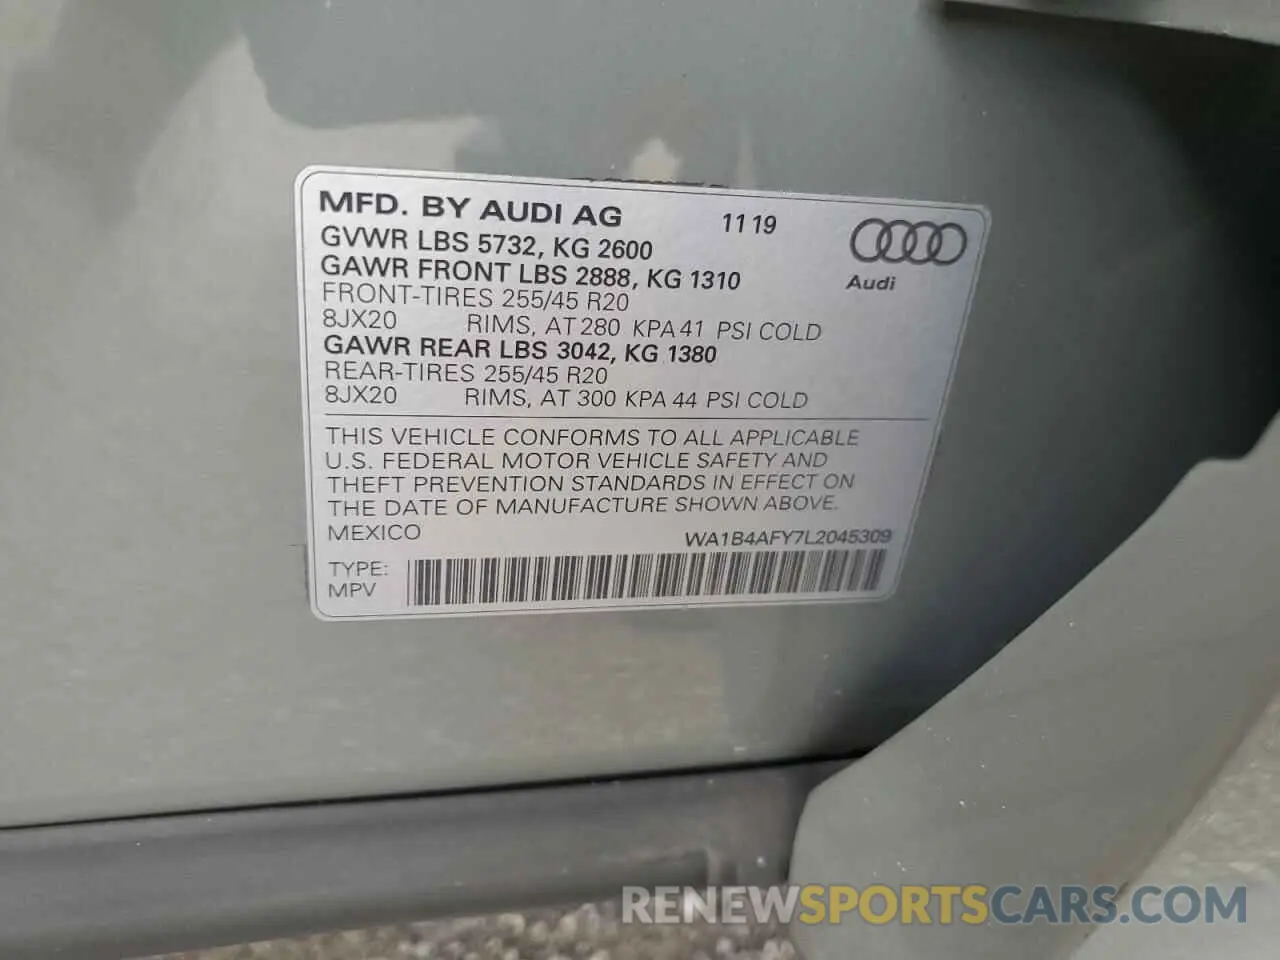 MFD. BY AUDI AG 11 19
GVWR LBS 5732, KG 2600
GAWR FRONT LBS 2888, KG 1310
Audi
FRONT-TIRES 255/45 R20
8JX20 RIMS, AT 280 KPA 41 PSI COLD
GAWR REAR LBS 3042, KG 1380
REAR-TIRES 255/45 R20
8JX20 RIMS, AT 300 KPA 44 PSI COLD
THIS VEHICLE CONFORMS TO ALL APPLICABLE
U.S. FEDERAL MOTOR VEHICLE SAFETY AND
THEFT PREVENTION STANDARDS IN EFFECT ON
THE DATE OF MANUFACTURE SHOWN ABOVE.
MEXICO WA1B4AFY7L2045309
TYPE:
MPV
RENEWSPORTSCARS.COM